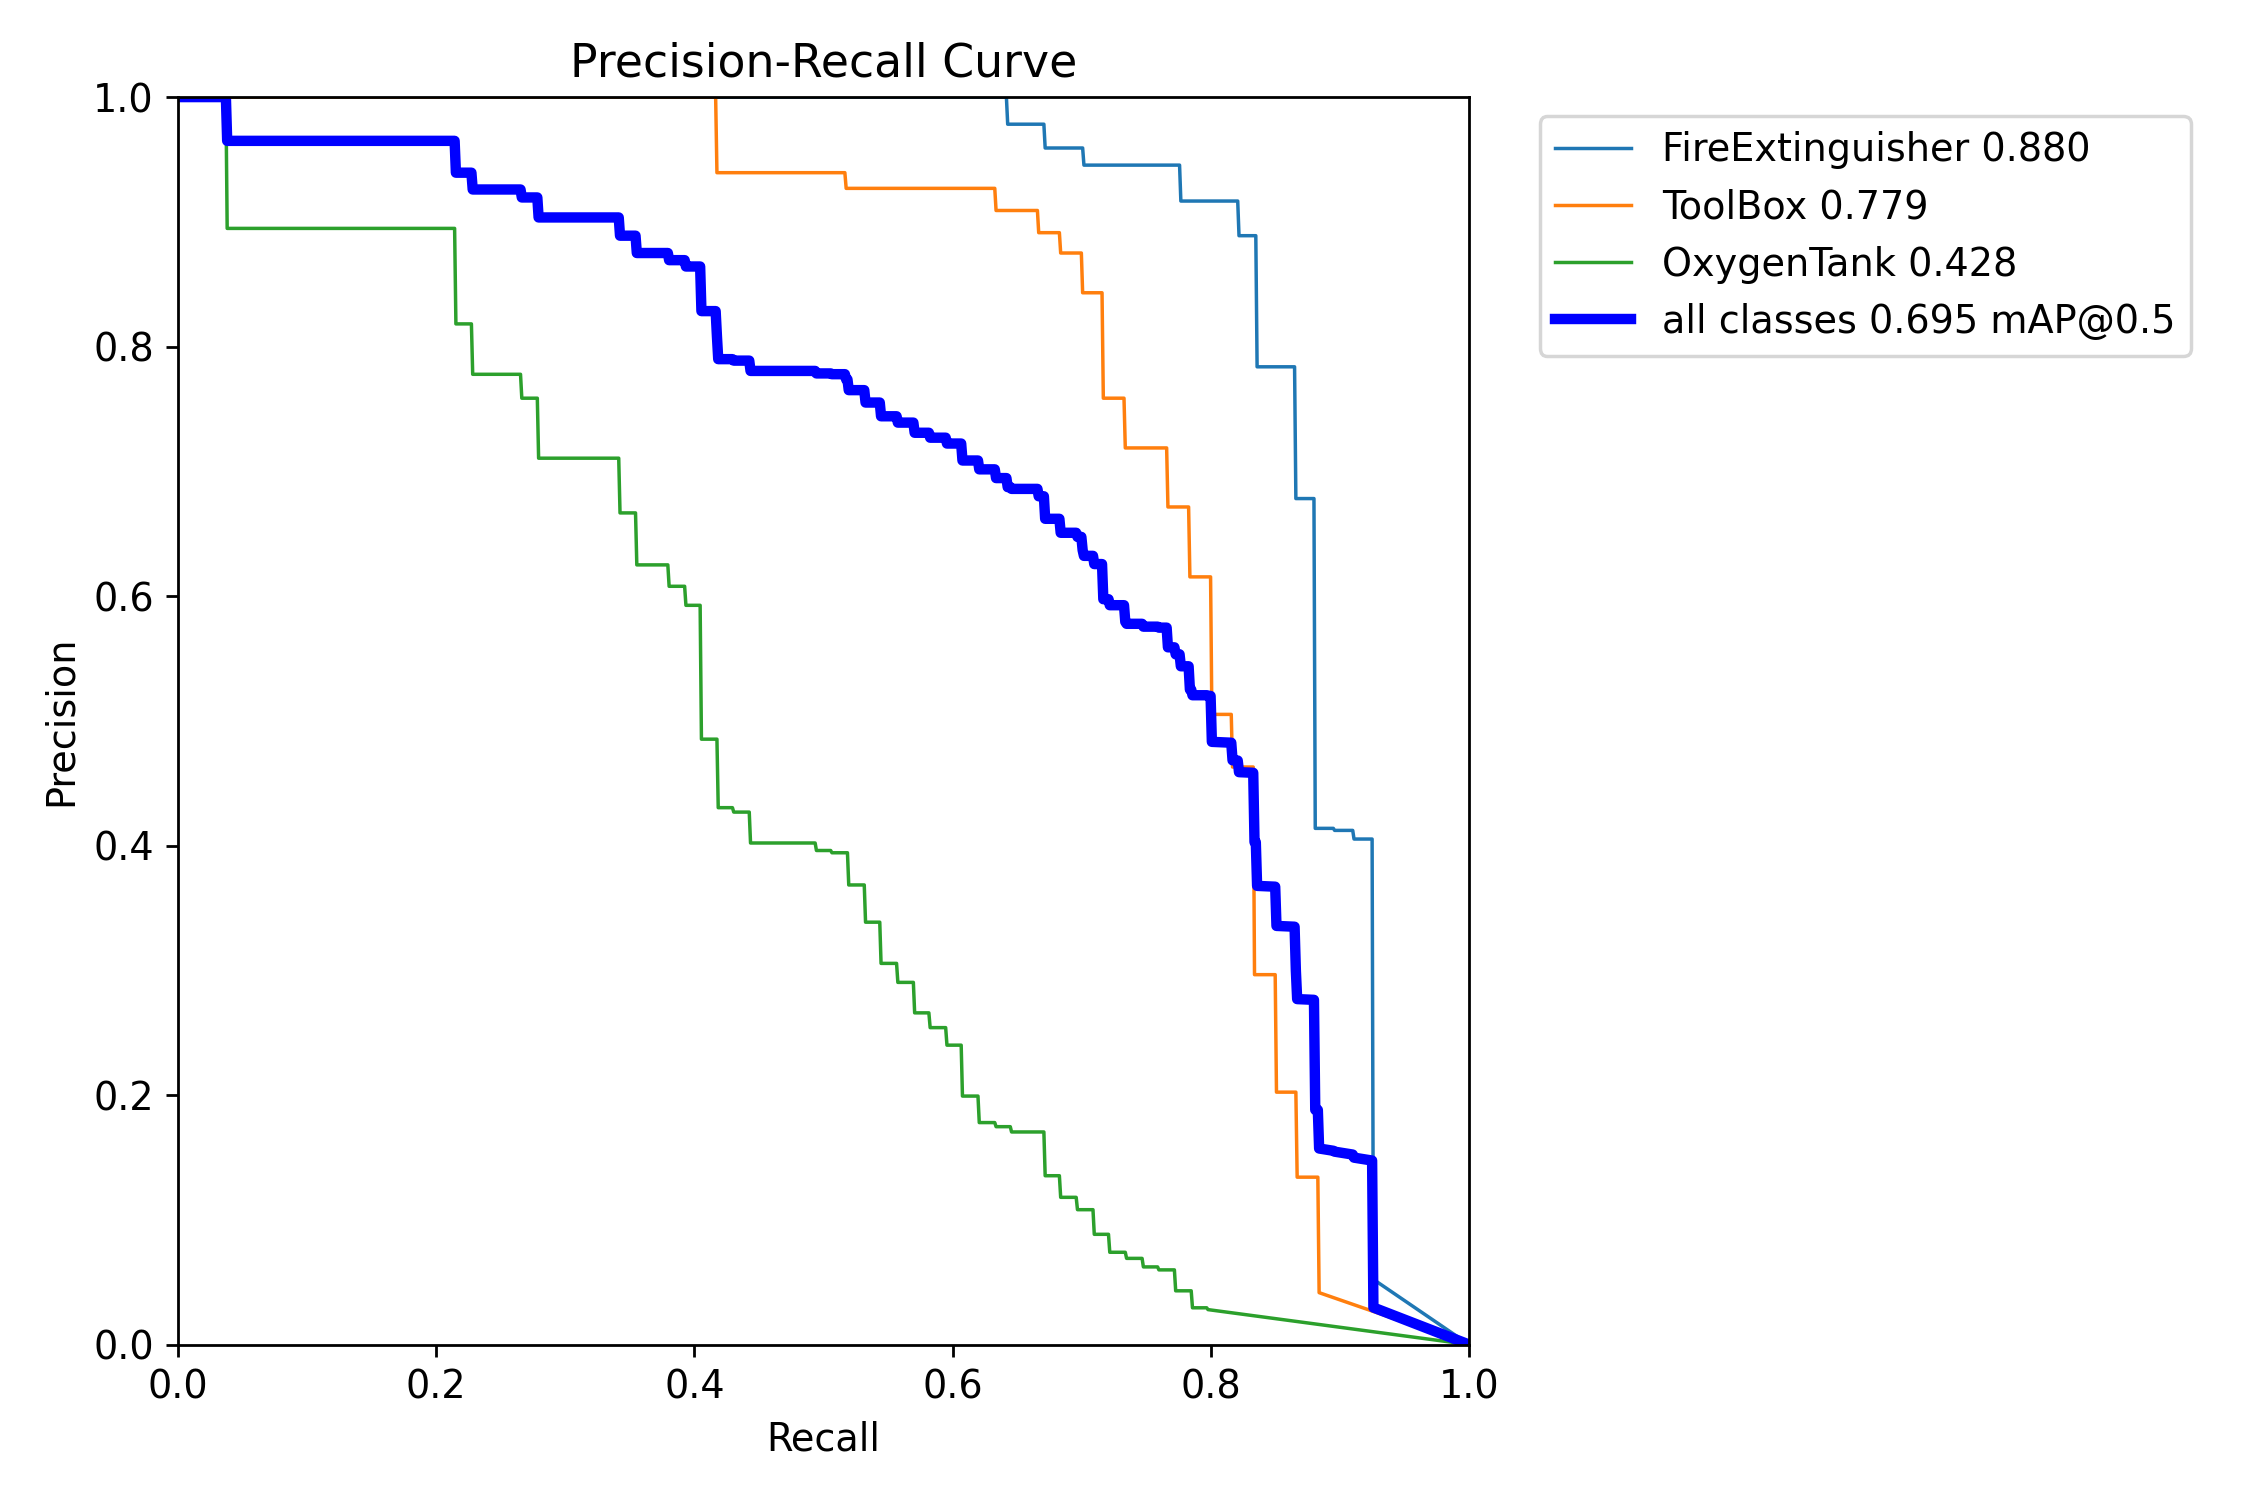 Precision-Recall Curve
1.0
0.8
0.6
0.4
0.2
0.0
Precision
0.0 0.2 0.4 0.6 0.8 1.0
Recall
FireExtinguisher 0.880
ToolBox 0.779
OxygenTank 0.428
all classes 0.695 mAP@0.5